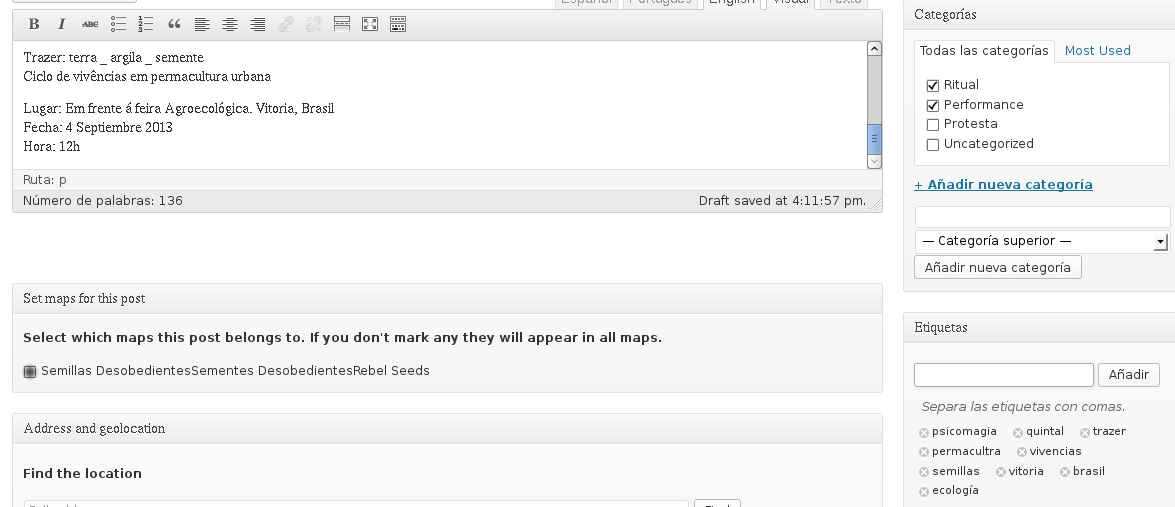 Español Português English Visual Texto
B I ABC
Trazer: terra _ argila _ semente
Ciclo de vivências em permacultura urbana
Lugar: Em frente á feira Agroecológica. Vitoria, Brasil
Fecha: 4 Septiembre 2013
Hora: 12h
Ruta: p
Número de palabras: 136
Draft saved at 4:11:57 pm.
Set maps for this post
Select which maps this post belongs to. If you don't mark any they will appear in all maps.
Semillas DesobedientesSementes DesobedientesRebel Seeds
Address and geolocation
Find the location
Categorías
Todas las categorías Most Used
Ritual
Performance
Protesta
Uncategorized
+ Añadir nueva categoría
— Categoría superior —
Añadir nueva categoría
Etiquetas
Añadir
Separa las etiquetas con comas.
psicomagia quintal trazer
permacultra vivencias
semillas vitoria brasil
ecología